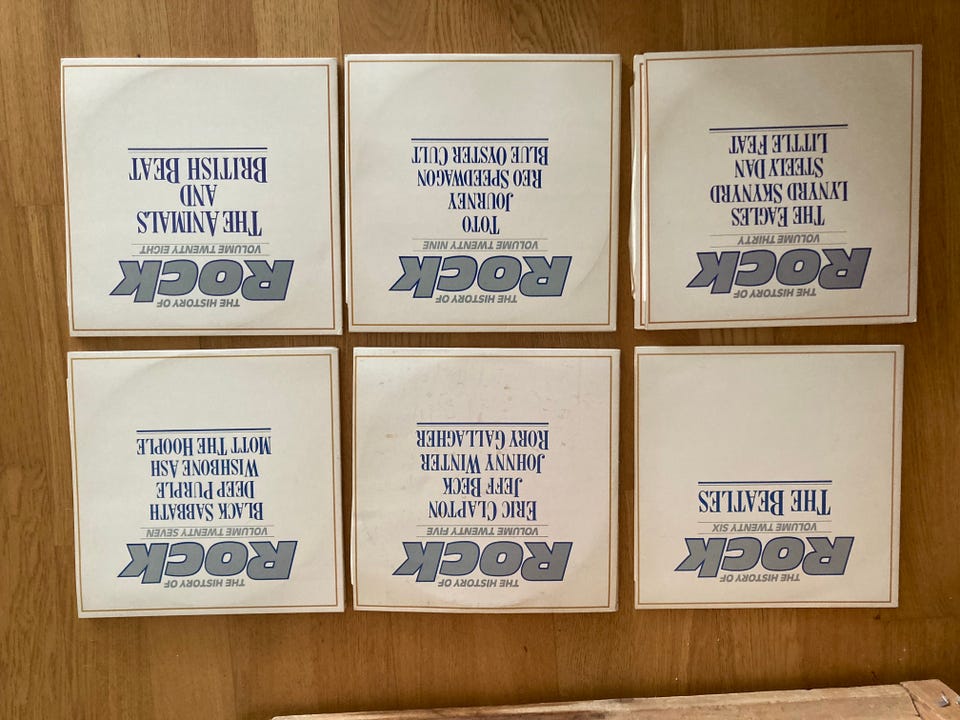 THE HISTORY OF
ROCK
VOLUME TWENTY SIX
THE BEATLES
THE HISTORY OF
ROCK
VOLUME TWENTY FIVE
ERIC CLAPTON
JEFF BECK
JOHNNY WINTER
RORY GALLAGHER
THE HISTORY OF
ROCK
VOLUME TWENTY SEVEN
BLACK SABBATH
DEEP PURPLE
WISHBONE ASH
MOTT THE HOOPLE
THE HISTORY OF
ROCK
VOLUME THIRTY
THE EAGLES
LYNYRD SKYNYRD
STEELY DAN
LITTLE FEAT
THE HISTORY OF
ROCK
VOLUME TWENTY NINE
TOTO
JOURNEY
REO SPEEDWAGON
BLUE OYSTER CULT
THE HISTORY OF
ROCK
VOLUME TWENTY EIGHT
THE ANIMALS
AND
BRITISH BEAT